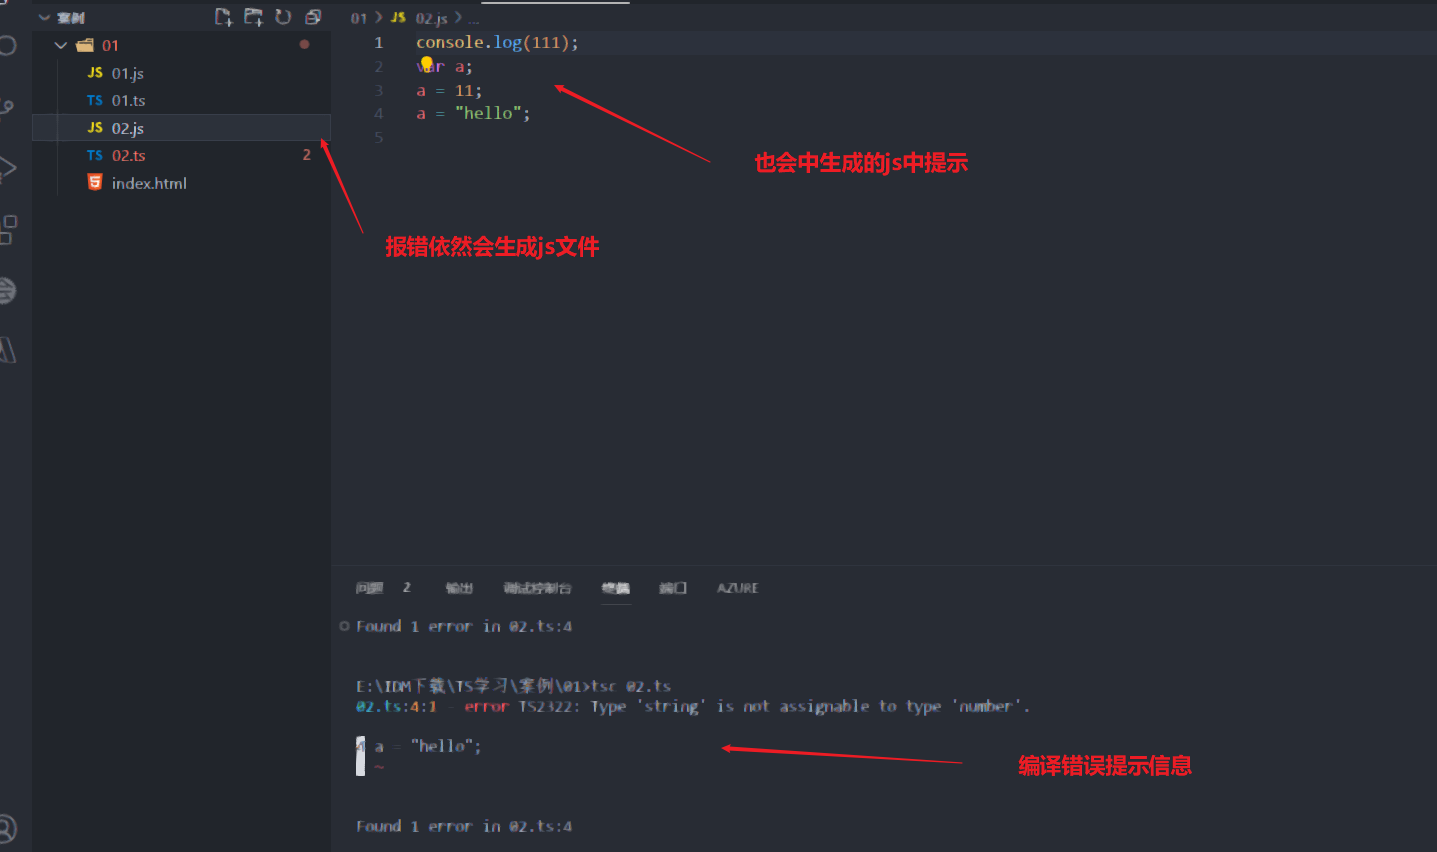 案例
01
JS 01.js
TS 01.ts
JS 02.js
TS 02.ts 2
index.html
01 > JS 02.js > ...
1 console.log(111);
2 var a;
3 a = 11;
4 a = "hello";
5
也会中生成的js中提示
报错依然会生成js文件
问题 2 输出 调试控制台 终端 端口 AZURE
Found 1 error in 02.ts:4
E:\IDM下载\TS学习\案例\01>tsc 02.ts
02.ts:4:1 - error TS2322: Type 'string' is not assignable to type 'number'.
4 a = "hello";
~
编译错误提示信息
Found 1 error in 02.ts:4